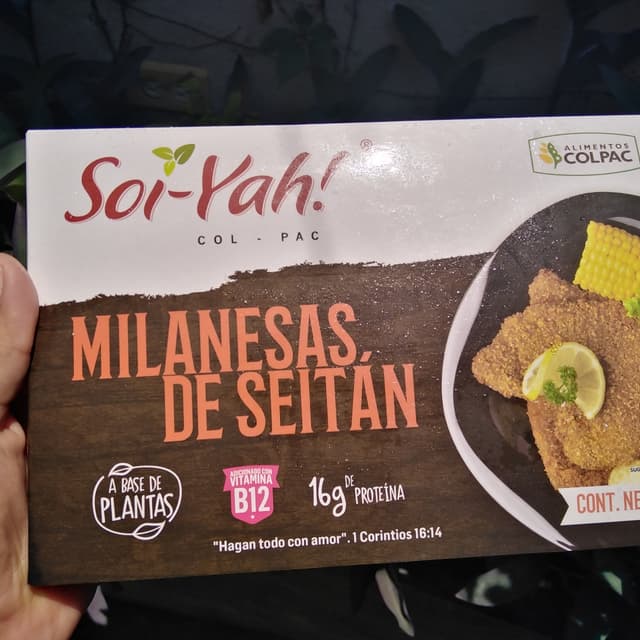 Soi-Yah!®
COL - PAC
ALIMENTOS
COLPAC
MILANESAS
DE SEITÁN
A BASE DE
PLANTAS
ADICIONADO CON
VITAMINA
B12
16g DE PROTEÍNA
CONT. NE
"Hagan todo con amor". 1 Corintios 16:14